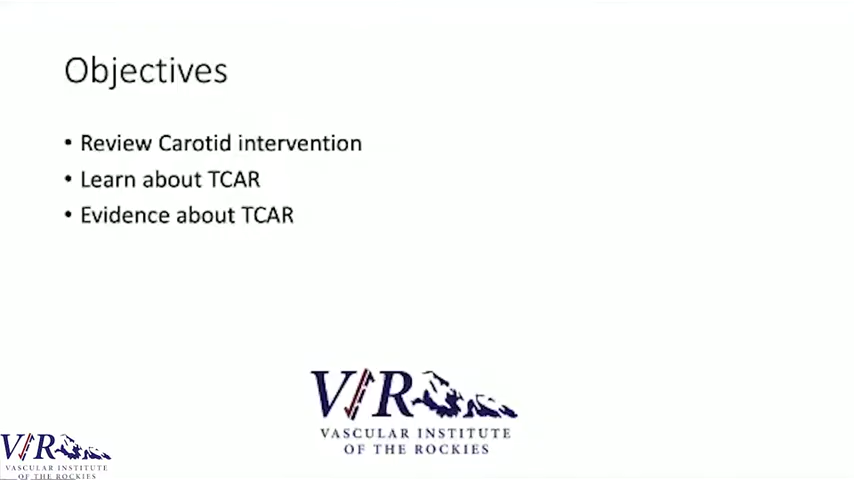 Objectives
• Review Carotid intervention
• Learn about TCAR
• Evidence about TCAR
VIR
VASCULAR INSTITUTE
OF THE ROCKIES
VIR
VASCULAR INSTITUTE
OF THE ROCKIES